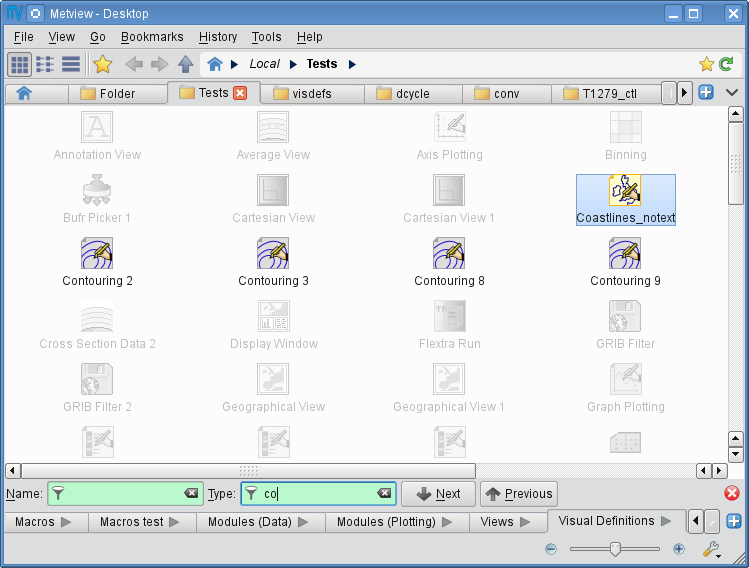 Metview - Desktop
File View Go Bookmarks History Tools Help
Local Tests
Folder Tests visdefs dcycle conv T1279_ctl
Annotation View Average View Axis Plotting Binning
Bufr Picker 1 Cartesian View Cartesian View 1 Coastlines_notext
Contouring 2 Contouring 3 Contouring 8 Contouring 9
Cross Section Data 2 Display Window Flextra Run GRIB Filter
GRIB Filter 2 Geographical View Geographical View 1 Graph Plotting
Name: Type: co Next Previous
Macros Macros test Modules (Data) Modules (Plotting) Views Visual Definitions